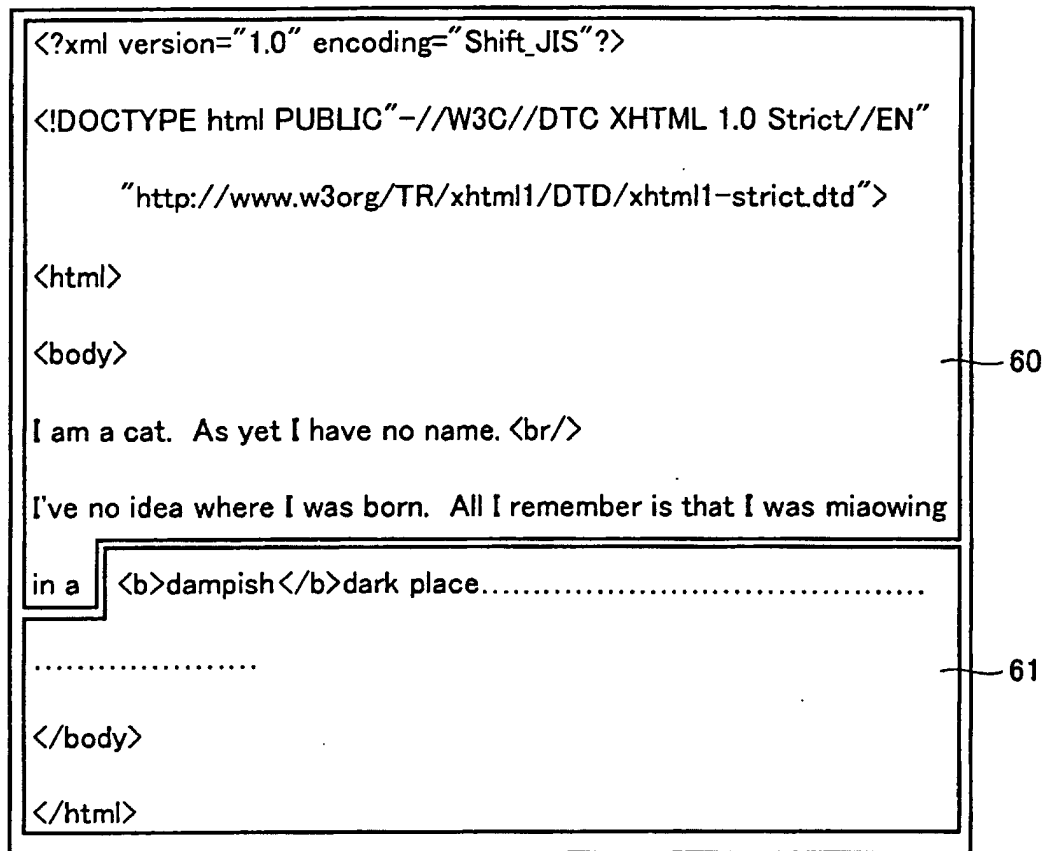 <?xml version="1.0" encoding="Shift_JIS"?>
<!DOCTYPE html PUBLIC"-//W3C//DTC XHTML 1.0 Strict//EN"
"http://www.w3org/TR/xhtml1/DTD/xhtml1-strict.dtd">
<html>
<body>
60
I am a cat. As yet I have no name. <br/>
I've no idea where I was born. All I remember is that I was miaowing
in a <b>dampish</b>dark place..........................................
.....................
61
</body>
</html>